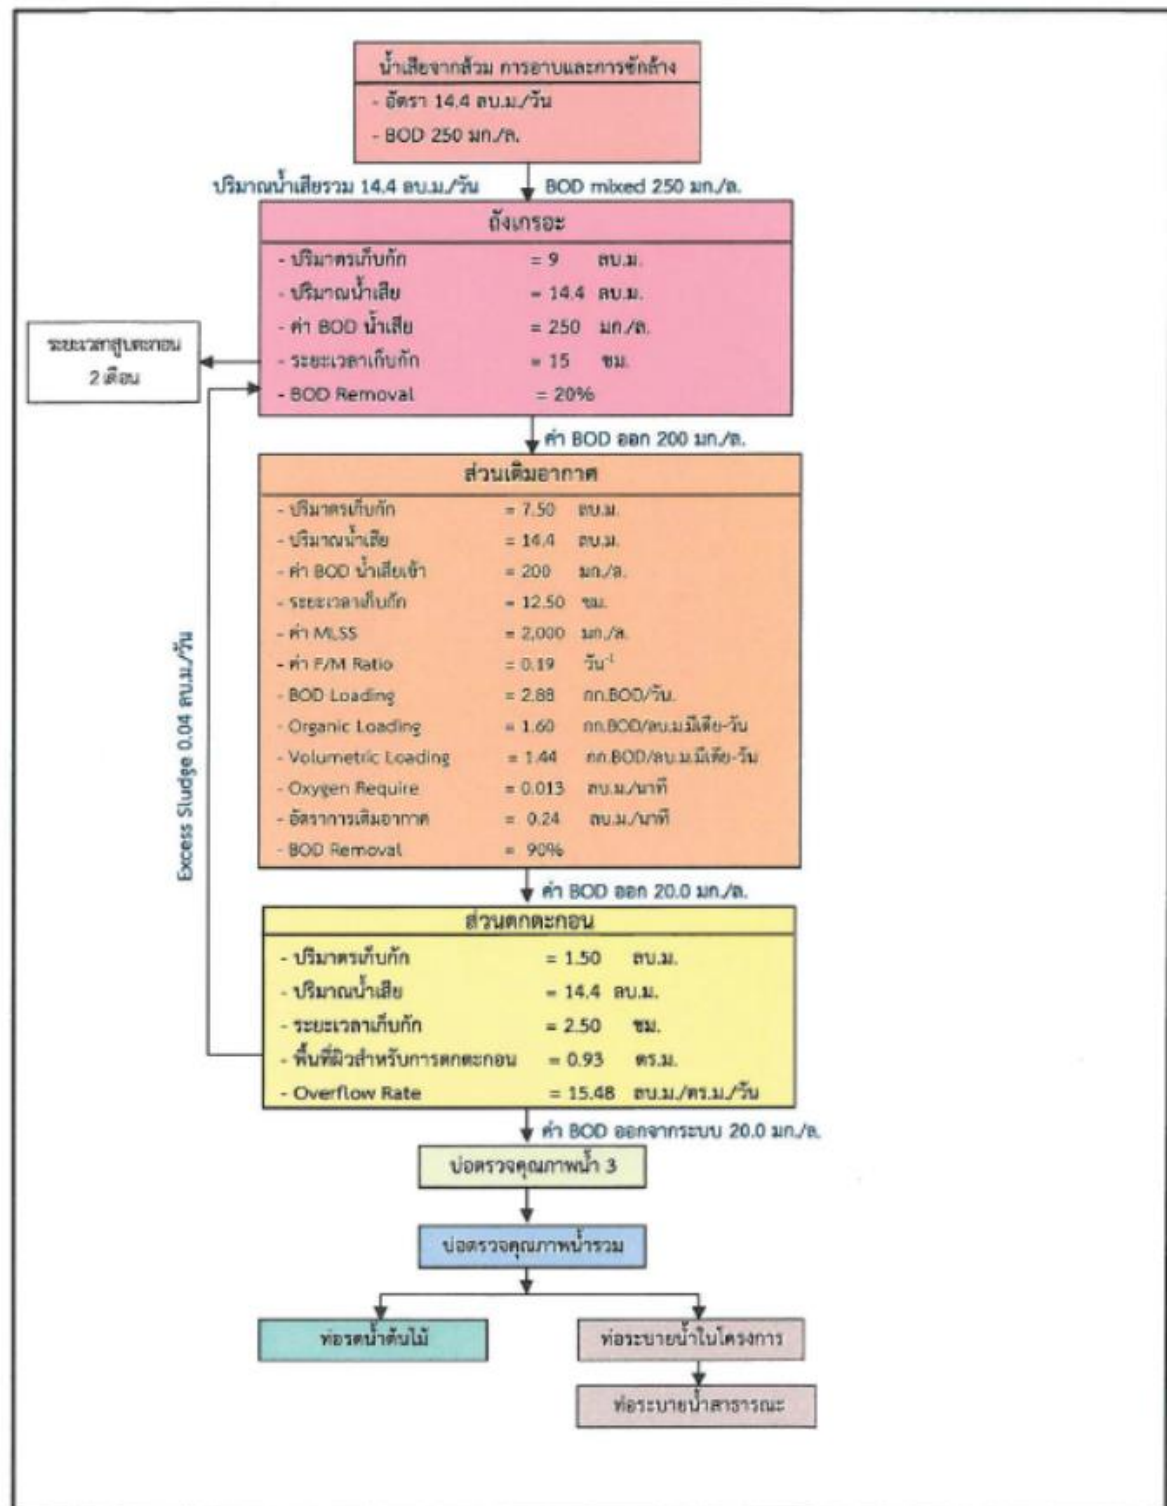 น้ำเสียจากส้วม การอาบและการซักล้าง
- อัตรา 14.4 ลบ.ม./วัน
- BOD 250 มก./ล.
ปริมาณน้ำเสียรวม 14.4 ลบ.ม./วัน BOD mixed 250 มก./ล.
ถังเกรอะ
- ปริมาตรเก็บกัก = 9 ลบ.ม.
- ปริมาณน้ำเสีย = 14.4 ลบ.ม.
- ค่า BOD น้ำเสีย = 250 มก./ล.
- ระยะเวลาเก็บกัก = 15 ชม.
- BOD Removal = 20%
ระยะเวลาสูบตะกอน
2 เดือน
ค่า BOD ออก 200 มก./ล.
ส่วนเติมอากาศ
- ปริมาตรเก็บกัก = 7.50 ลบ.ม.
- ปริมาณน้ำเสีย = 14.4 ลบ.ม.
- ค่า BOD น้ำเสียเข้า = 200 มก./ล.
- ระยะเวลาเก็บกัก = 12.50 ชม.
- ค่า MLSS = 2,000 มก./ล.
- ค่า F/M Ratio = 0.19 วัน⁻¹
- BOD Loading = 2.88 กก.BOD/วัน.
- Organic Loading = 1.60 กก.BOD/ลบ.ม.มีเดีย-วัน
- Volumetric Loading = 1.44 กก.BOD/ลบ.ม.มีเดีย-วัน
- Oxygen Require = 0.013 ลบ.ม./นาที
- อัตราการเติมอากาศ = 0.24 ลบ.ม./นาที
- BOD Removal = 90%
Excess Sludge 0.04 ลบ.ม./วัน
ค่า BOD ออก 20.0 มก./ล.
ส่วนตกตะกอน
- ปริมาตรเก็บกัก = 1.50 ลบ.ม.
- ปริมาณน้ำเสีย = 14.4 ลบ.ม.
- ระยะเวลาเก็บกัก = 2.50 ชม.
- พื้นที่ผิวสำหรับการตกตะกอน = 0.93 ตร.ม.
- Overflow Rate = 15.48 ลบ.ม./ตร.ม./วัน
ค่า BOD ออกจากระบบ 20.0 มก./ล.
บ่อตรวจคุณภาพน้ำ 3
บ่อตรวจคุณภาพน้ำรวม
ท่อรดน้ำต้นไม้ ท่อระบายน้ำในโครงการ
ท่อระบายน้ำสาธารณะ